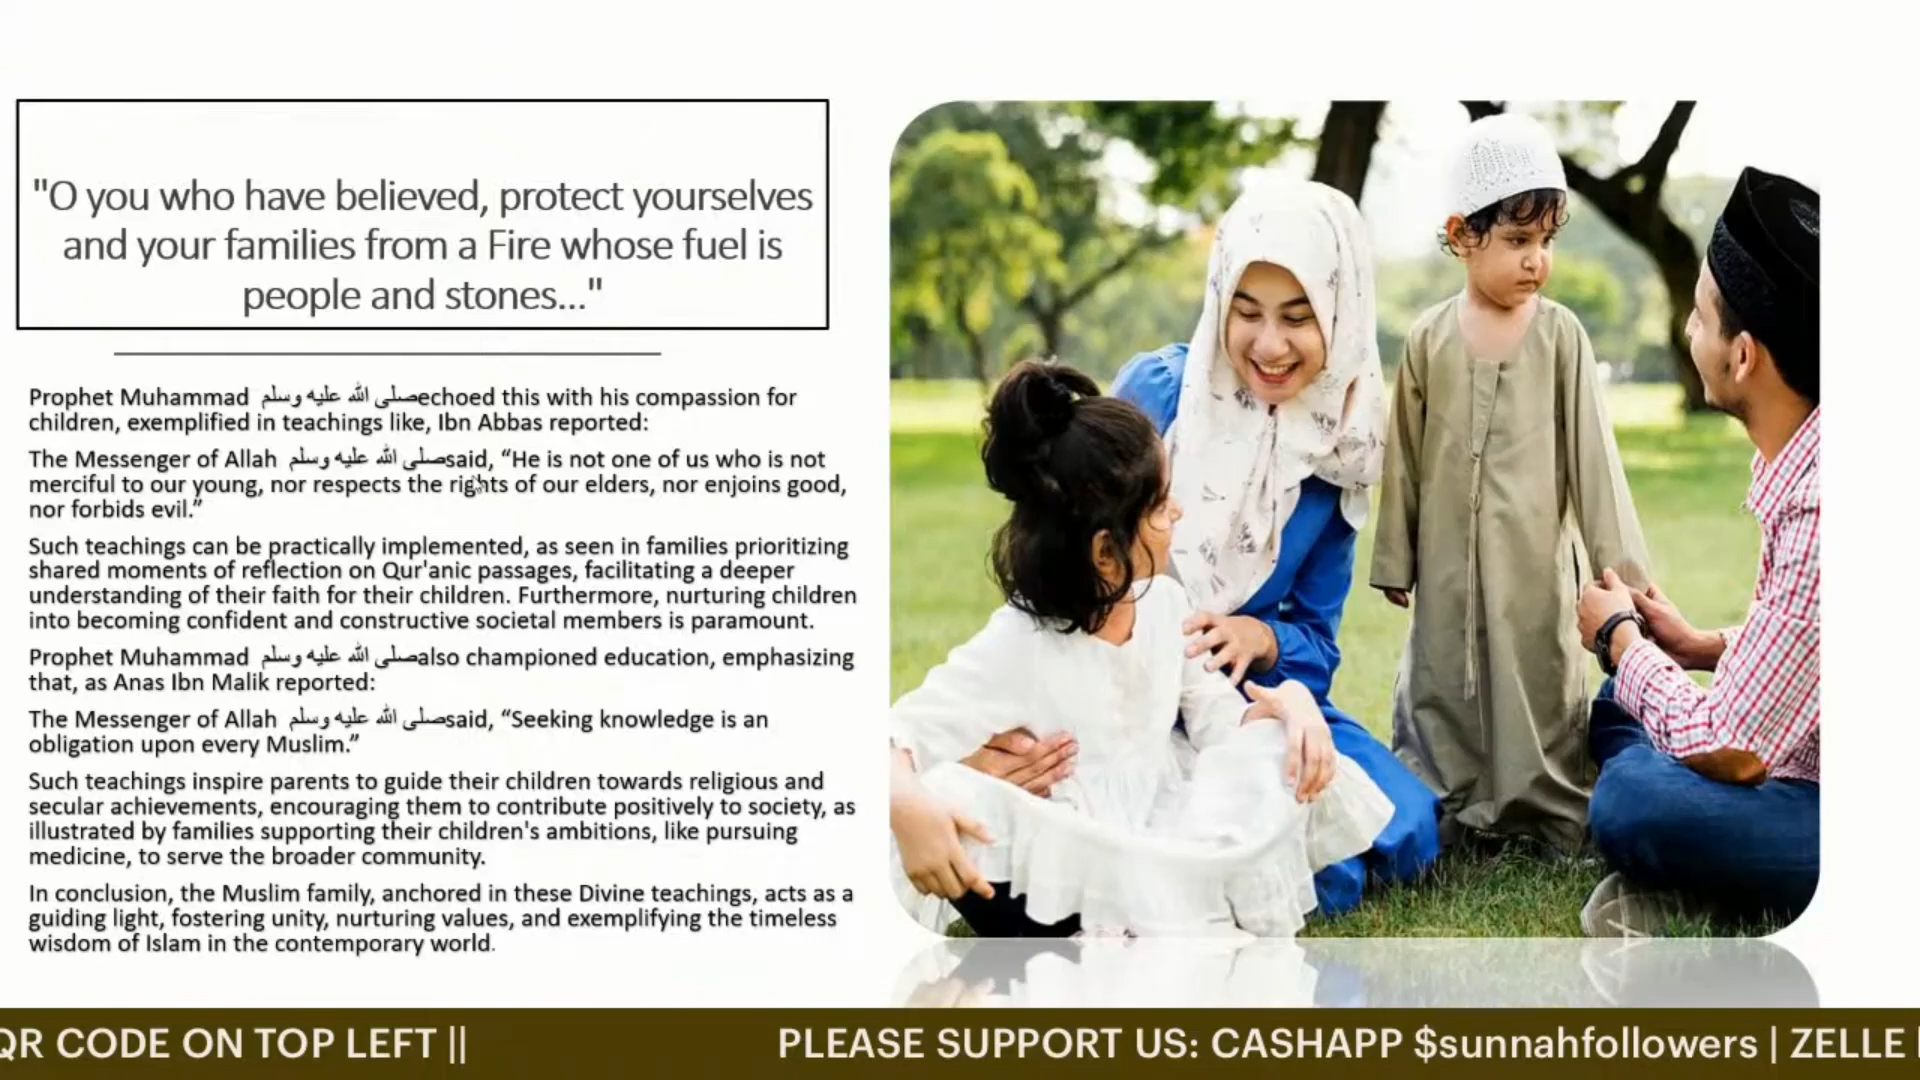 "O you who have believed, protect yourselves
and your families from a Fire whose fuel is
people and stones..."
Prophet Muhammad صلى الله عليه وسلمechoed this with his compassion for
children, exemplified in teachings like, Ibn Abbas reported:
The Messenger of Allah صلى الله عليه وسلمsaid, “He is not one of us who is not
merciful to our young, nor respects the rights of our elders, nor enjoins good,
nor forbids evil.”
Such teachings can be practically implemented, as seen in families prioritizing
shared moments of reflection on Qur'anic passages, facilitating a deeper
understanding of their faith for their children. Furthermore, nurturing children
into becoming confident and constructive societal members is paramount.
Prophet Muhammad صلى الله عليه وسلمalso championed education, emphasizing
that, as Anas Ibn Malik reported:
The Messenger of Allah صلى الله عليه وسلمsaid, “Seeking knowledge is an
obligation upon every Muslim.”
Such teachings inspire parents to guide their children towards religious and
secular achievements, encouraging them to contribute positively to society, as
illustrated by families supporting their children's ambitions, like pursuing
medicine, to serve the broader community.
In conclusion, the Muslim family, anchored in these Divine teachings, acts as a
guiding light, fostering unity, nurturing values, and exemplifying the timeless
wisdom of Islam in the contemporary world.
QR CODE ON TOP LEFT || PLEASE SUPPORT US: CASHAPP $sunnahfollowers | ZELLE |